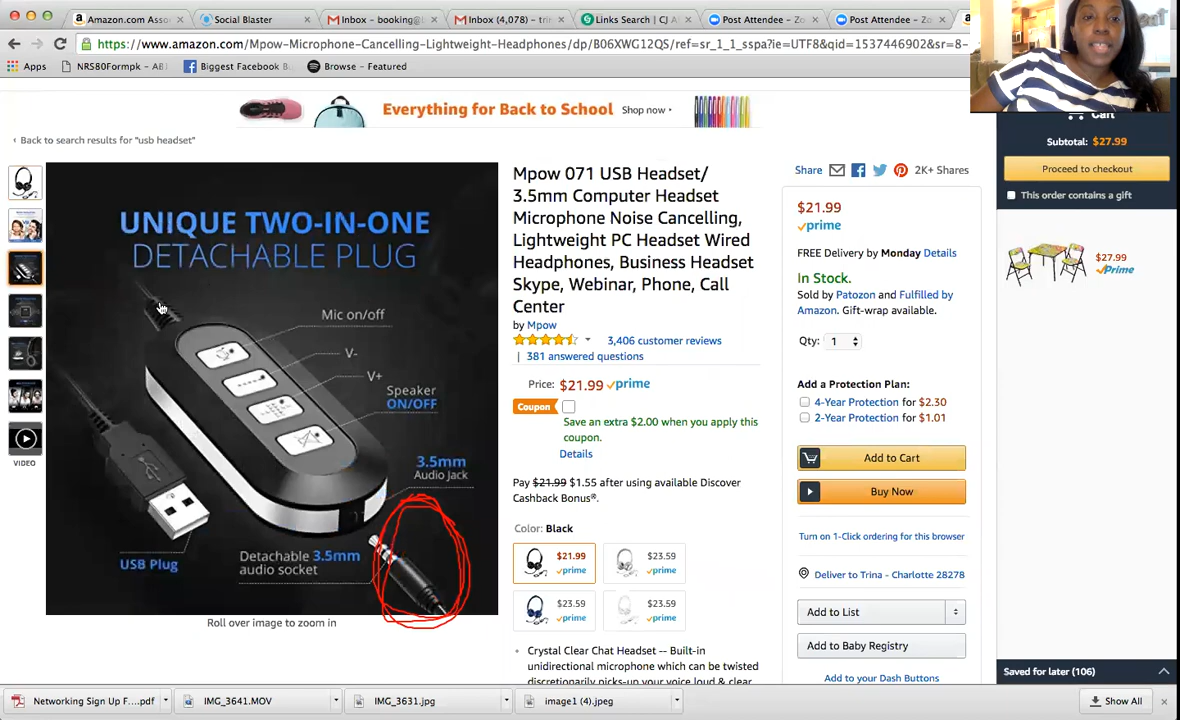 Amazon.com Asso
Social Blaster
Inbox – booking@l
Inbox (4,078) – trin
Links Search | CJ A
Post Attendee – Zo
Post Attendee – Zo
https://www.amazon.com/Mpow-Microphone-Cancelling-Lightweight-Headphones/dp/B06XWG12QS/ref=sr_1_1_sspa?ie=UTF8&qid=1537446902&sr=8-
Apps
NRS80Formpk – AB
Biggest Facebook B
Browse – Featured
Everything for Back to School
Shop now
Cart
Subtotal: $27.99
Proceed to checkout
This order contains a gift
$27.99
Prime
‹ Back to search results for "usb headset"
UNIQUE TWO-IN-ONE
DETACHABLE PLUG
Mic on/off
V-
V+
Speaker
ON/OFF
3.5mm
Audio Jack
USB Plug
Detachable 3.5mm
audio socket
VIDEO
Roll over image to zoom in
Mpow 071 USB Headset/
3.5mm Computer Headset
Microphone Noise Cancelling,
Lightweight PC Headset Wired
Headphones, Business Headset
Skype, Webinar, Phone, Call
Center
by Mpow
3,406 customer reviews
| 381 answered questions
Price: $21.99 prime
Coupon
Save an extra $2.00 when you apply this
coupon.
Details
Pay $21.99 $1.55 after using available Discover
Cashback Bonus®.
Color: Black
$21.99
prime
$23.59
prime
$23.59
prime
$23.59
prime
• Crystal Clear Chat Headset -- Built-in
unidirectional microphone which can be twisted
discretionarily picks-up your voice loud & clear
Share
2K+ Shares
$21.99
prime
FREE Delivery by Monday Details
In Stock.
Sold by Patozon and Fulfilled by
Amazon. Gift-wrap available.
Qty: 1
Add a Protection Plan:
4-Year Protection for $2.30
2-Year Protection for $1.01
Add to Cart
Buy Now
Turn on 1-Click ordering for this browser
Deliver to Trina – Charlotte 28278
Add to List
Add to Baby Registry
Add to your Dash Buttons
Saved for later (106)
Networking Sign Up F....pdf
IMG_3641.MOV
IMG_3631.jpg
image1 (4).jpeg
Show All